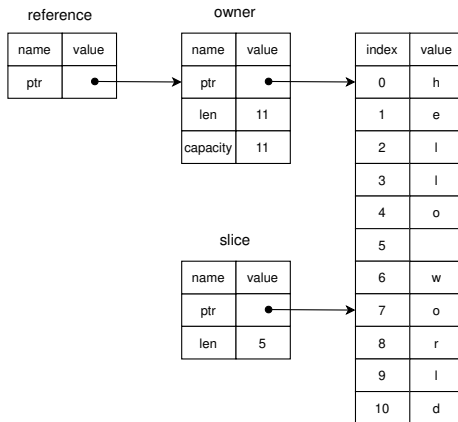 reference
name value
ptr
owner
name value
ptr
len 11
capacity 11
slice
name value
ptr
len 5
index value
0 h
1 e
2 l
3 l
4 o
5
6 w
7 o
8 r
9 l
10 d